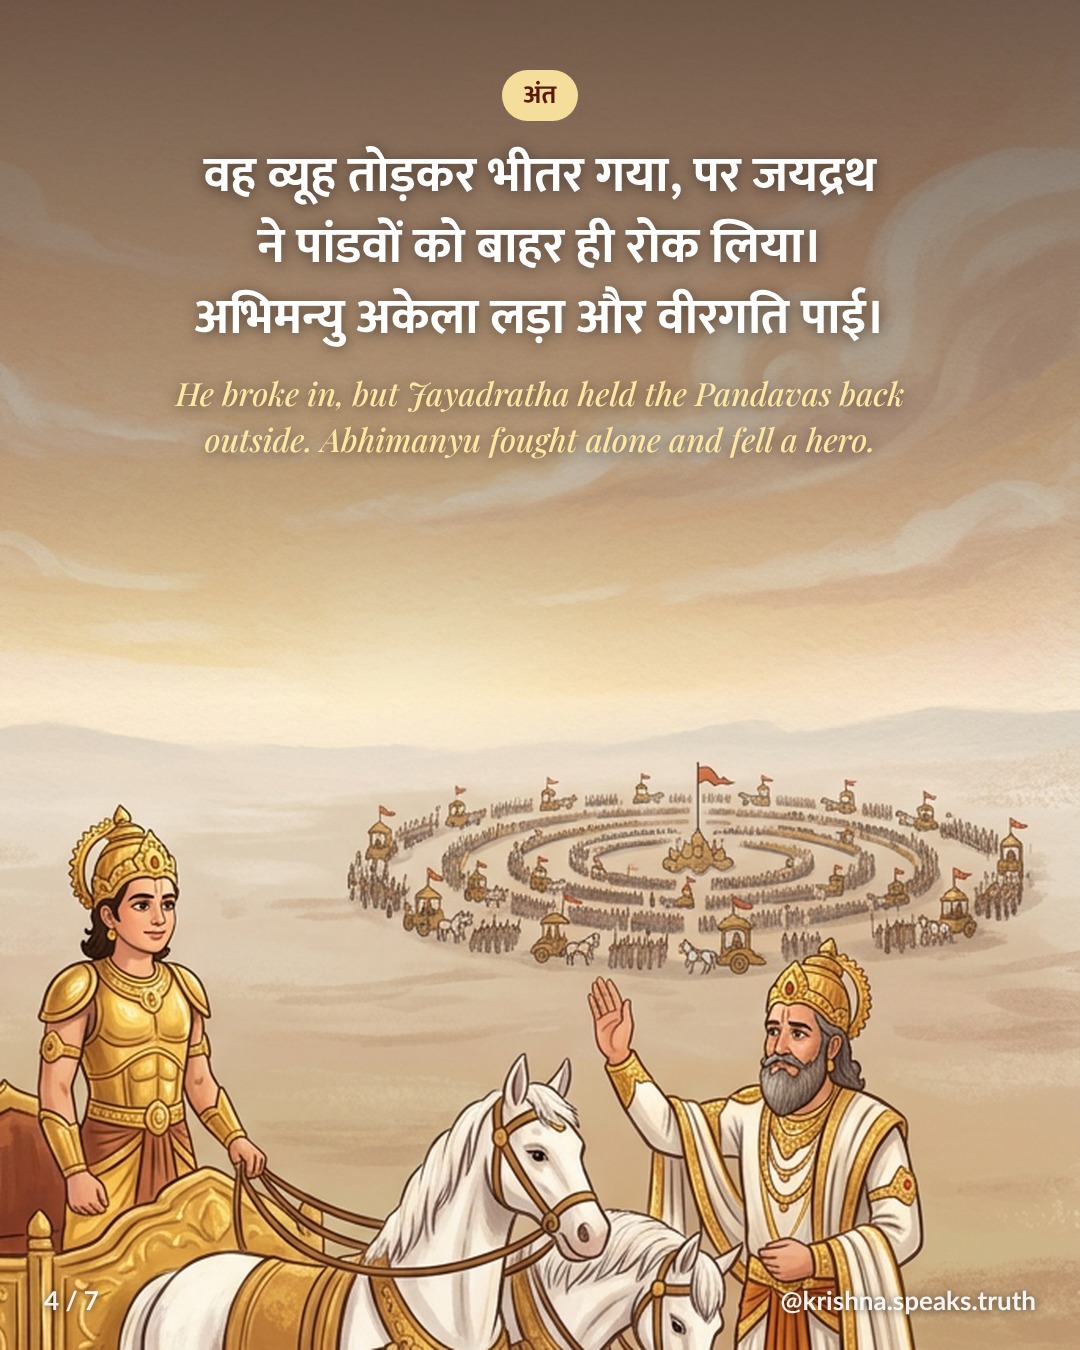 अंत
वह व्यूह तोड़कर भीतर गया, पर जयद्रथ
ने पांडवों को बाहर ही रोक लिया।
अभिमन्यु अकेला लड़ा और वीरगति पाई।
He broke in, but Jayadratha held the Pandavas back
outside. Abhimanyu fought alone and fell a hero.
4 / 7
@krishna.speaks.truth